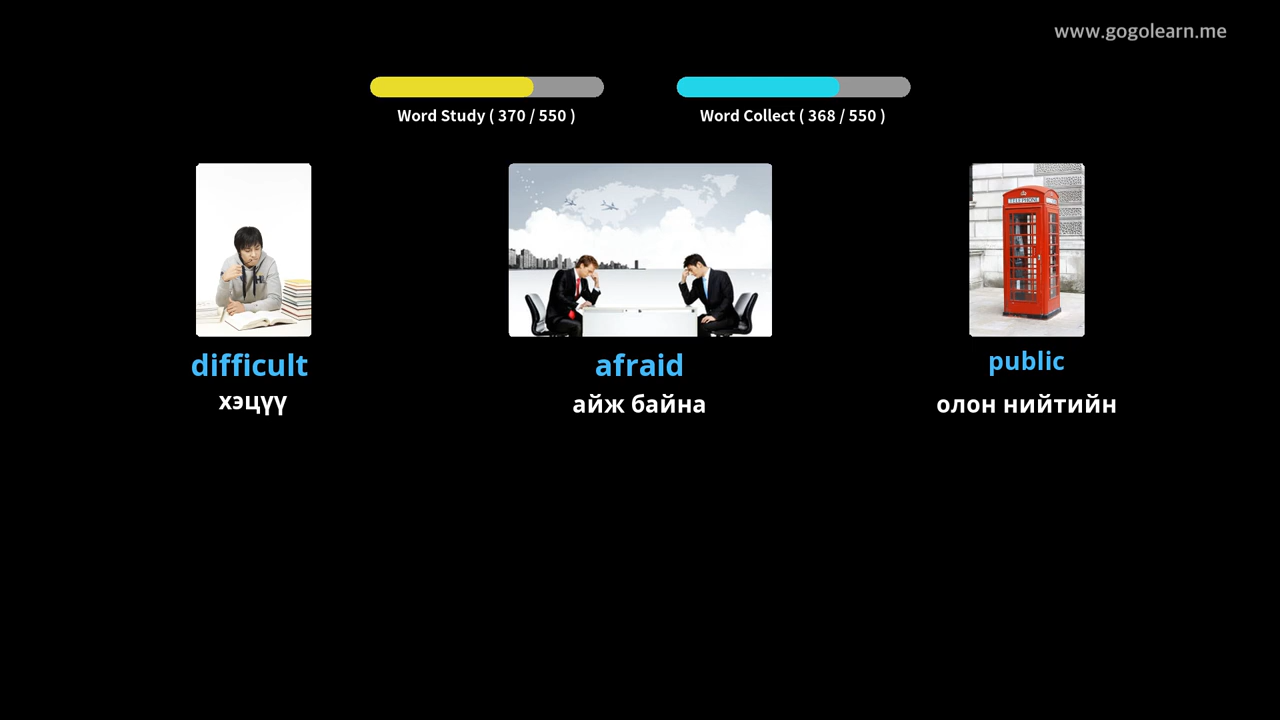 www.gogolearn.me
Word Study ( 370 / 550 )
Word Collect ( 368 / 550 )
TELEPHONE
difficult
afraid
public
хэцүү
айж байна
олон нийтийн